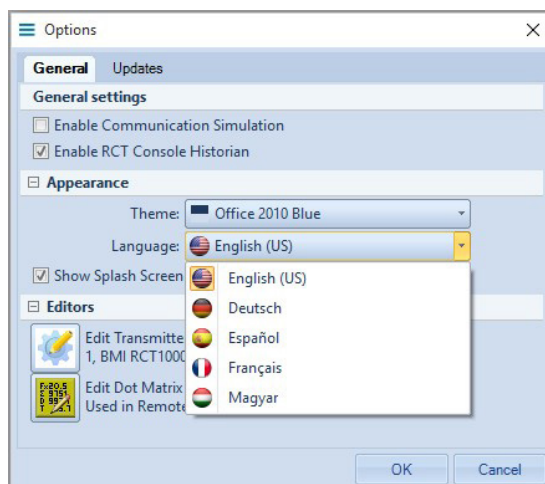 Options
General Updates
General settings
Enable Communication Simulation
Enable RCT Console Historian
Appearance
Theme: Office 2010 Blue
Language: English (US)
Show Splash Screen
English (US)
Deutsch
Español
Français
Magyar
Editors
Edit Transmitte
1, BMI RCT1000
Edit Dot Matrix
Used in Remote
OK Cancel